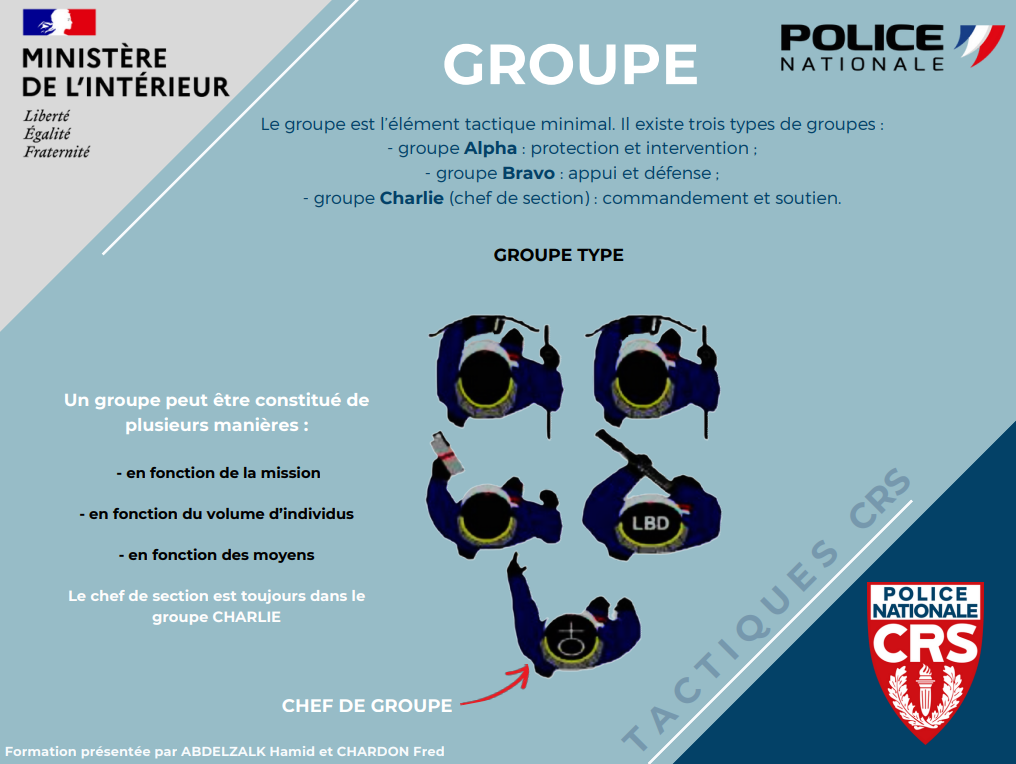 MINISTÈRE
DE L'INTÉRIEUR
Liberté
Égalité
Fraternité
GROUPE
POLICE
NATIONALE
Le groupe est l'élément tactique minimal. Il existe trois types de groupes :
- groupe Alpha : protection et intervention ;
- groupe Bravo : appui et défense ;
- groupe Charlie (chef de section) : commandement et soutien.
GROUPE TYPE
Un groupe peut être constitué de
plusieurs manières :
- en fonction de la mission
- en fonction du volume d'individus
- en fonction des moyens
Le chef de section est toujours dans le
groupe CHARLIE
LBD
CHEF DE GROUPE
TACTIQUES CRS
POLICE
NATIONALE
CRS
Formation présentée par ABDELZALK Hamid et CHARDON Fred